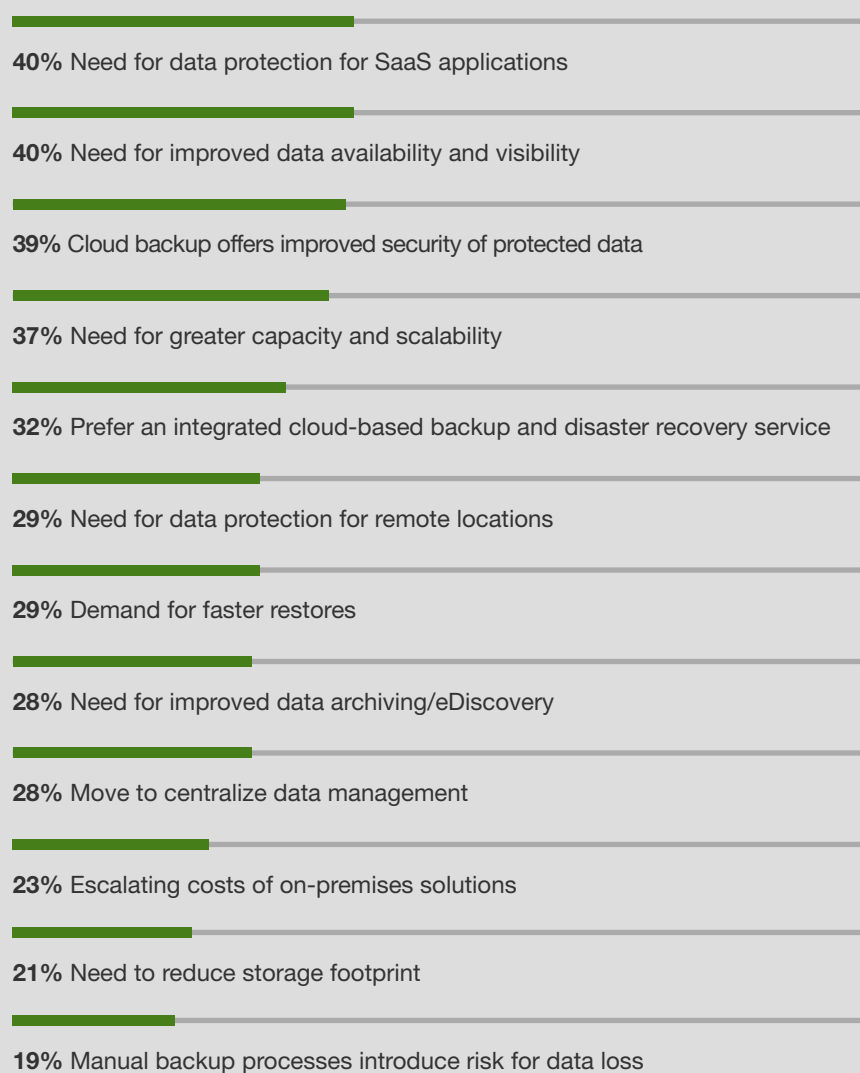 40% Need for data protection for SaaS applications
40% Need for improved data availability and visibility
39% Cloud backup offers improved security of protected data
37% Need for greater capacity and scalability
32% Prefer an integrated cloud-based backup and disaster recovery service
29% Need for data protection for remote locations
29% Demand for faster restores
28% Need for improved data archiving/eDiscovery
28% Move to centralize data management
23% Escalating costs of on-premises solutions
21% Need to reduce storage footprint
19% Manual backup processes introduce risk for data loss